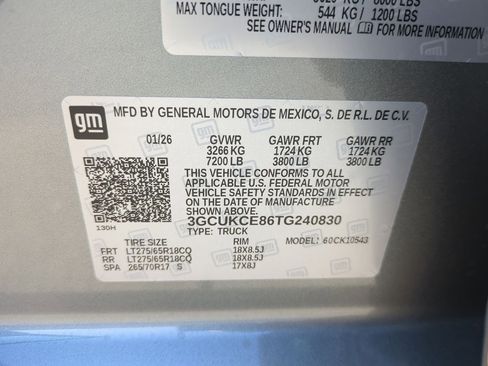 MAX TONGUE WEIGHT: 544 KG / 1200 LBS
SEE OWNER'S MANUAL FOR MORE INFORMATION
gm
MFD BY GENERAL MOTORS DE MEXICO, S. DE R.L. DE C.V.
01/26 GVWR GAWR FRT GAWR RR
3266 KG 1724 KG 1724 KG
7200 LB 3800 LB 3800 LB
THIS VEHICLE CONFORMS TO ALL
APPLICABLE U.S. FEDERAL MOTOR
VEHICLE SAFETY STANDARDS IN EFFECT
ON THE DATE OF MANUFACTURE
SHOWN ABOVE.
3GCUKCE86TG240830
TYPE: TRUCK
130H
TIRE SIZE RIM MODEL: 60CK10543
FRT LT275/65R18CQ 18X8.5J
RR LT275/65R18CQ 18X8.5J
SPA 265/70R17 S 17X8J